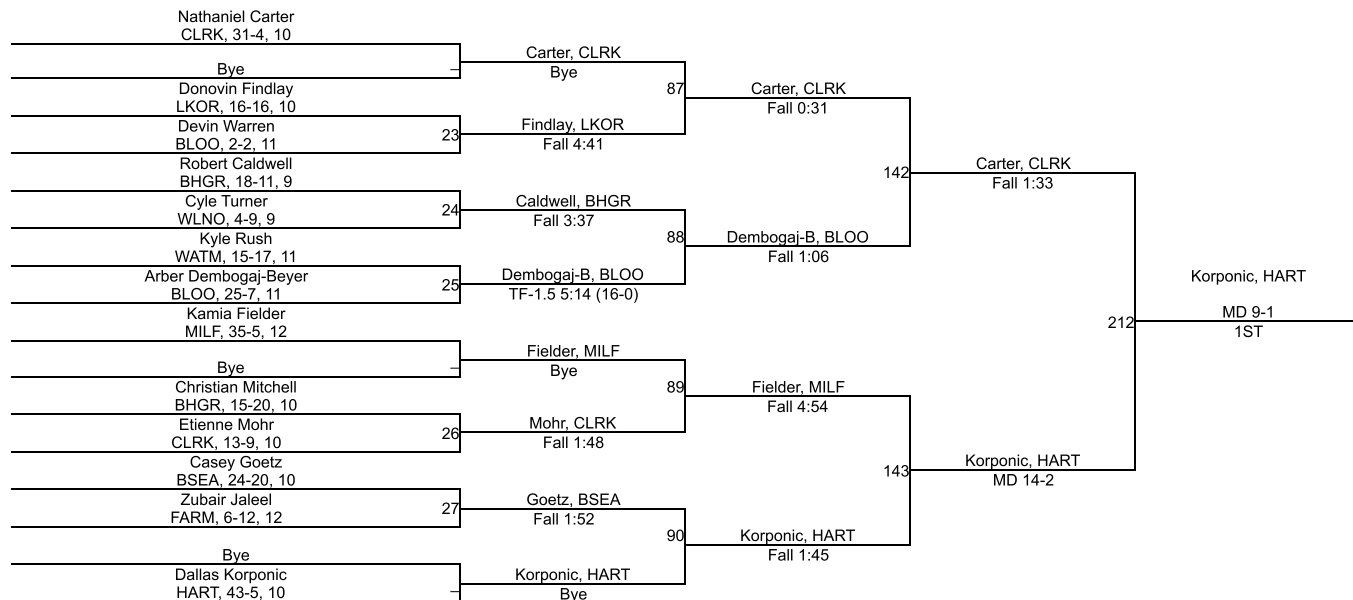 Nathaniel Carter
CLRK, 31-4, 10
Bye
–
Donovin Findlay
LKOR, 16-16, 10
Devin Warren
BLOO, 2-2, 11
23
Robert Caldwell
BHGR, 18-11, 9
Cyle Turner
WLNO, 4-9, 9
24
Kyle Rush
WATM, 15-17, 11
Arber Dembogaj-Beyer
BLOO, 25-7, 11
25
Kamia Fielder
MILF, 35-5, 12
Bye
–
Christian Mitchell
BHGR, 15-20, 10
Etienne Mohr
CLRK, 13-9, 10
26
Casey Goetz
BSEA, 24-20, 10
Zubair Jaleel
FARM, 6-12, 12
27
Bye
Dallas Korponic
HART, 43-5, 10
–
Carter, CLRK
Bye
87
Findlay, LKOR
Fall 4:41
Caldwell, BHGR
Fall 3:37
88
Dembogaj-B, BLOO
TF-1.5 5:14 (16-0)
Fielder, MILF
Bye
89
Mohr, CLRK
Fall 1:48
Goetz, BSEA
Fall 1:52
90
Korponic, HART
Bye
Carter, CLRK
Fall 0:31
142
Dembogaj-B, BLOO
Fall 1:06
Fielder, MILF
Fall 4:54
143
Korponic, HART
Fall 1:45
Carter, CLRK
Fall 1:33
212
Korponic, HART
MD 14-2
Korponic, HART
MD 9-1
1ST